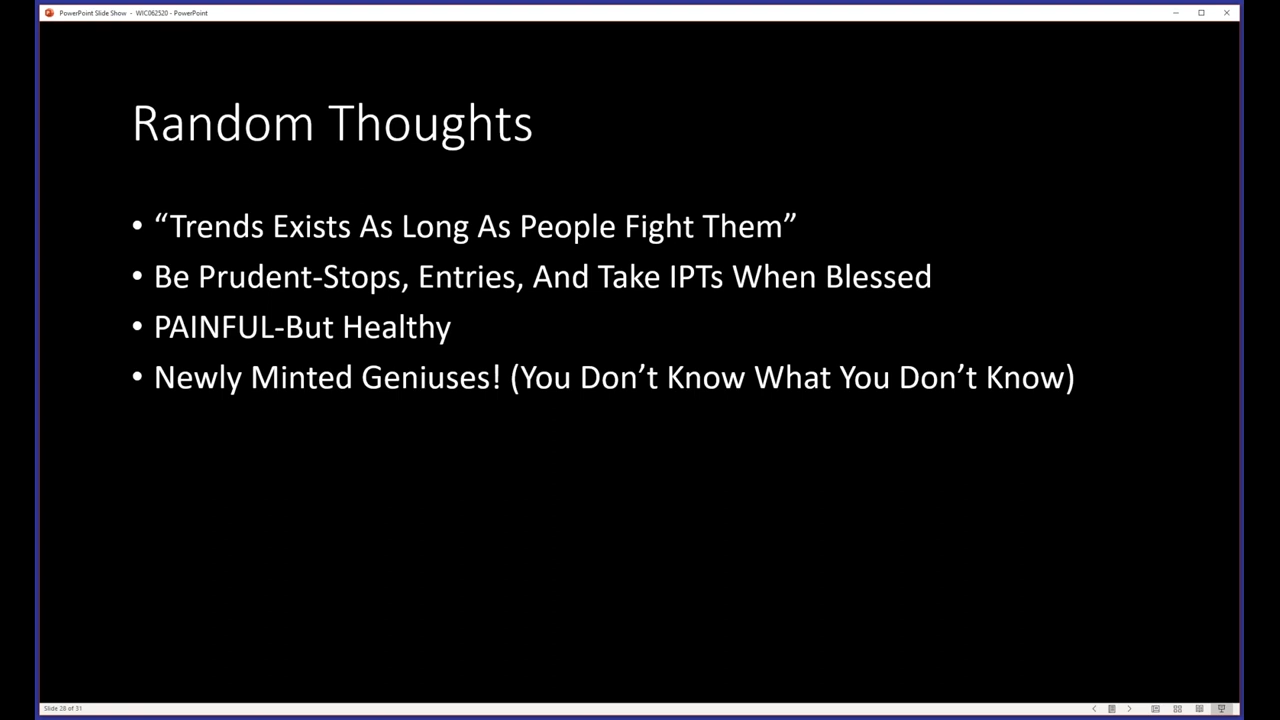 PowerPoint Slide Show - WIC062520 - PowerPoint
Random Thoughts
• “Trends Exists As Long As People Fight Them”
• Be Prudent-Stops, Entries, And Take IPTs When Blessed
• PAINFUL-But Healthy
• Newly Minted Geniuses! (You Don’t Know What You Don’t Know)
Slide 28 of 31